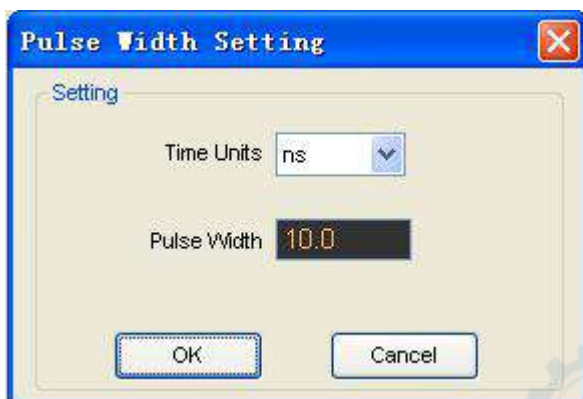 Pulse Width Setting
Setting
Time Units ns
Pulse Width 10.0
OK Cancel